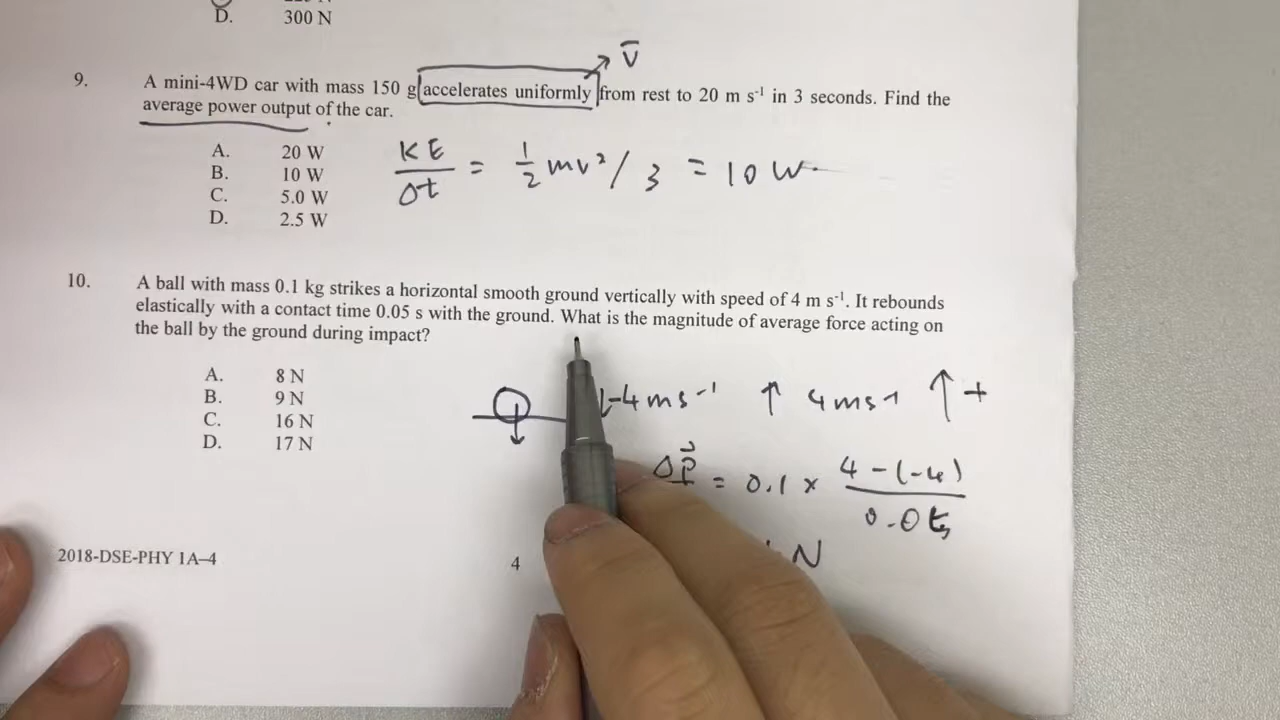 D. 300 N
v̄
9. A mini-4WD car with mass 150 g accelerates uniformly from rest to 20 m s⁻¹ in 3 seconds. Find the
average power output of the car.
A. 20 W
B. 10 W
C. 5.0 W
D. 2.5 W
KE/Δt = 1/2 mv²/3 = 10 W
10. A ball with mass 0.1 kg strikes a horizontal smooth ground vertically with speed of 4 m s⁻¹. It rebounds
elastically with a contact time 0.05 s with the ground. What is the magnitude of average force acting on
the ball by the ground during impact?
A. 8 N
B. 9 N
C. 16 N
D. 17 N
-4ms⁻¹ ↑ 4ms⁻¹ ↑ +
Δp⃗ = 0.1 × (4-(-4))/0.05
N
2018-DSE-PHY 1A–4
4